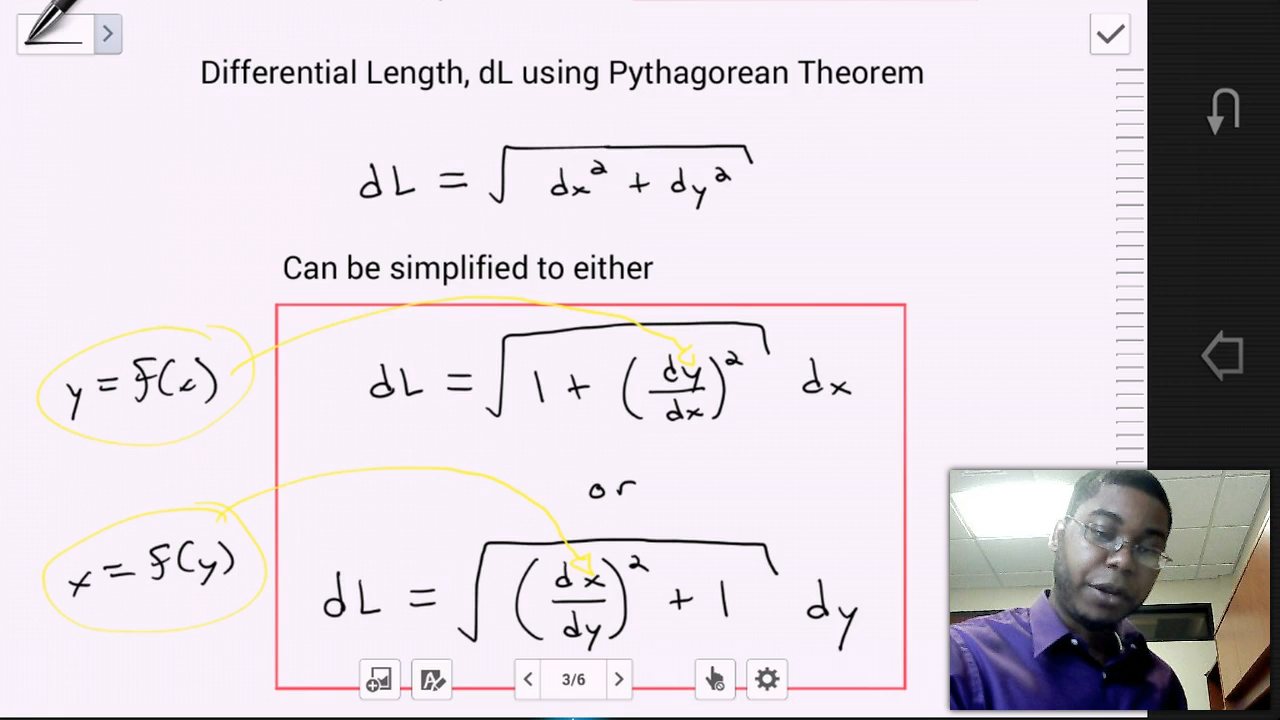 Differential Length, dL using Pythagorean Theorem
dL = √(dx² + dy²)
Can be simplified to either
y = f(x)
dL = √(1 + (dy/dx)²) dx
or
x = f(y)
dL = √((dx/dy)² + 1) dy
3/6